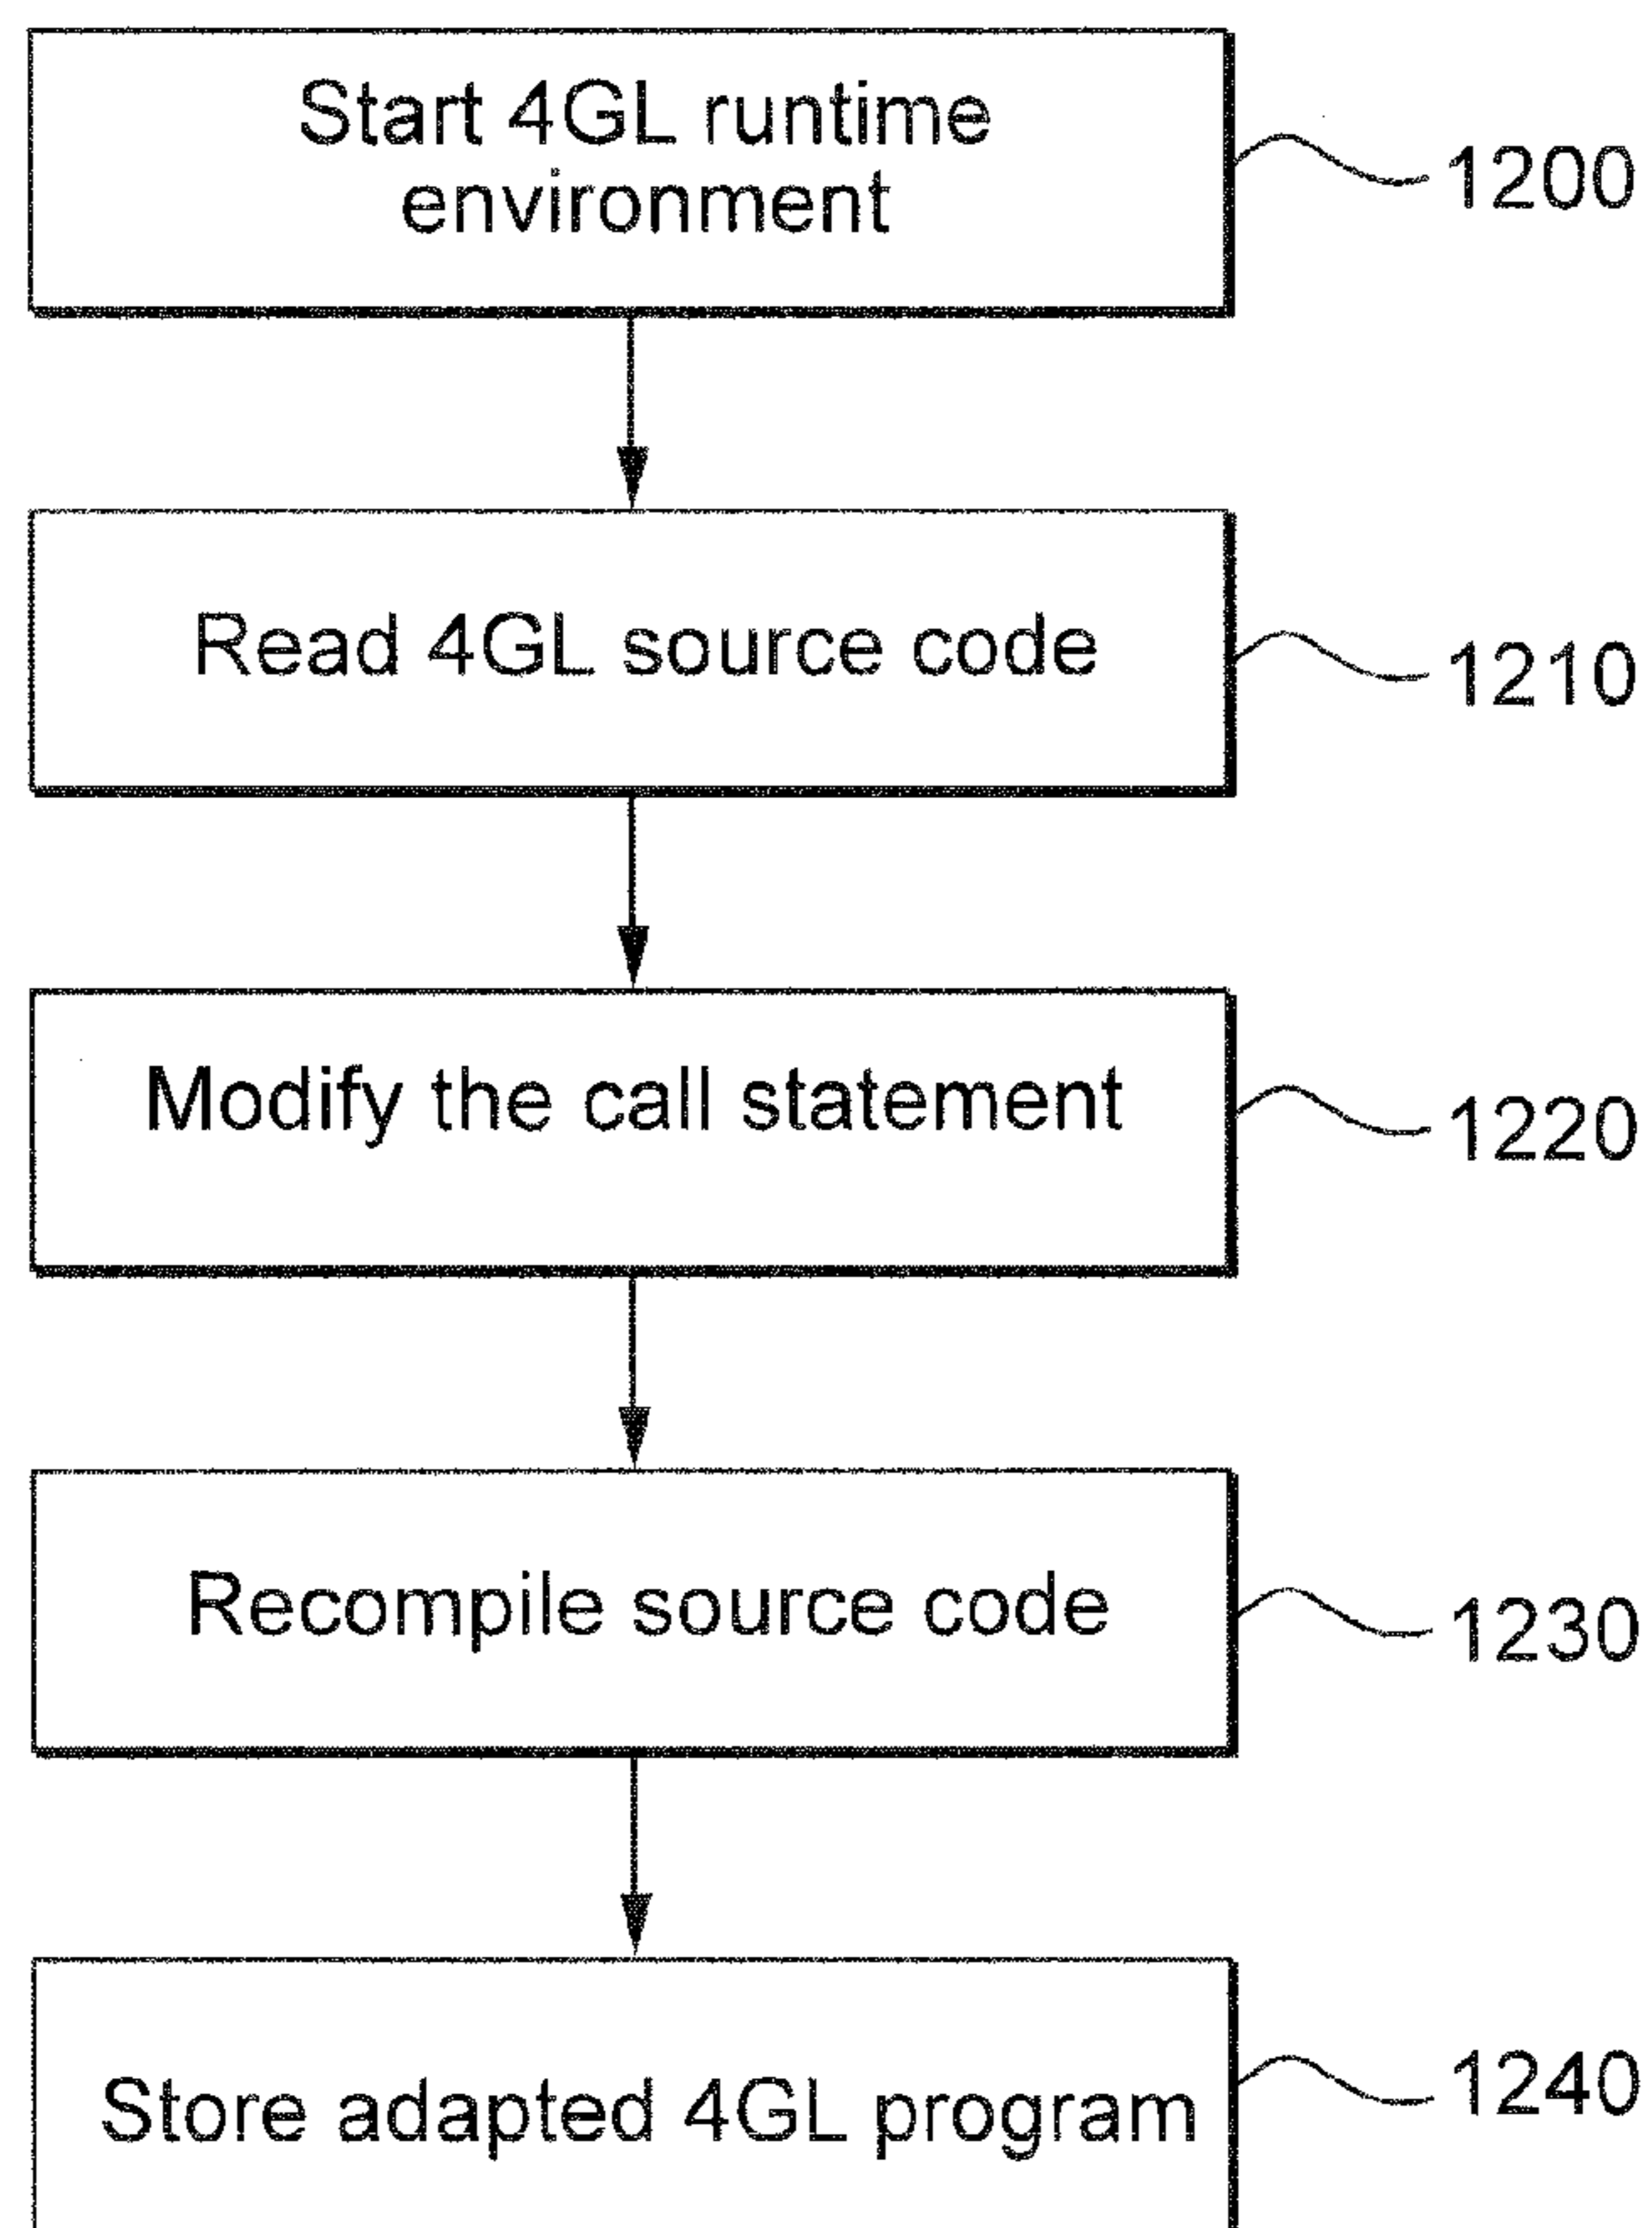 Start 4GL runtime
environment
1200
Read 4GL source code
1210
Modify the call statement
1220
Recompile source code
1230
Store adapted 4GL program
1240